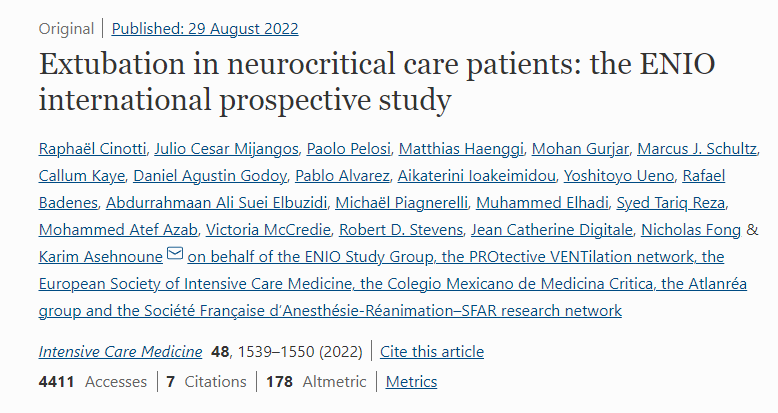 Original | Published: 29 August 2022
Extubation in neurocritical care patients: the ENIO
international prospective study
Raphaël Cinotti, Julio Cesar Mijangos, Paolo Pelosi, Matthias Haenggi, Mohan Gurjar, Marcus J. Schultz,
Callum Kaye, Daniel Agustin Godoy, Pablo Alvarez, Aikaterini Ioakeimidou, Yoshitoyo Ueno, Rafael
Badenes, Abdurrahmaan Ali Suei Elbuzidi, Michaël Piagnerelli, Muhammed Elhadi, Syed Tariq Reza,
Mohammed Atef Azab, Victoria McCredie, Robert D. Stevens, Jean Catherine Digitale, Nicholas Fong &
Karim Asehnoune on behalf of the ENIO Study Group, the PROtective VENTilation network, the
European Society of Intensive Care Medicine, the Colegio Mexicano de Medicina Critica, the Atlanréa
group and the Société Française d’Anesthésie-Réanimation–SFAR research network
Intensive Care Medicine 48, 1539–1550 (2022) | Cite this article
4411 Accesses | 7 Citations | 178 Altmetric | Metrics